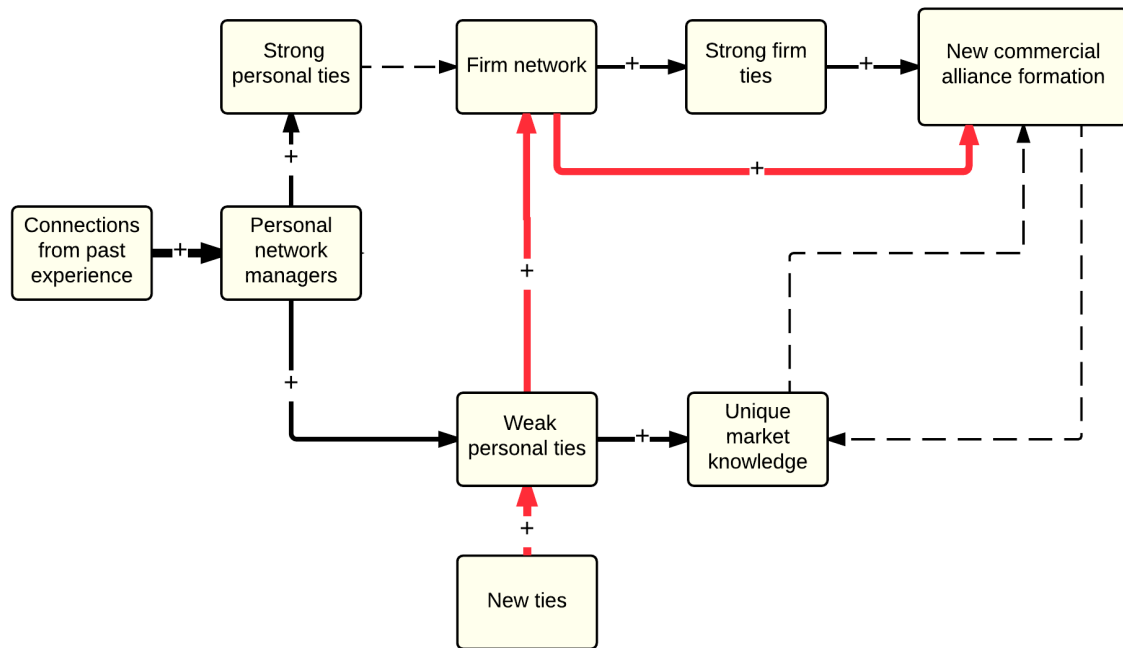 Strong
personal ties
Firm network
+
Strong firm
ties
+
New commercial
alliance formation
+
+
Connections
from past
experience
+
Personal
network
managers
+
+
Weak
personal ties
+
Unique
market
knowledge
+
New ties